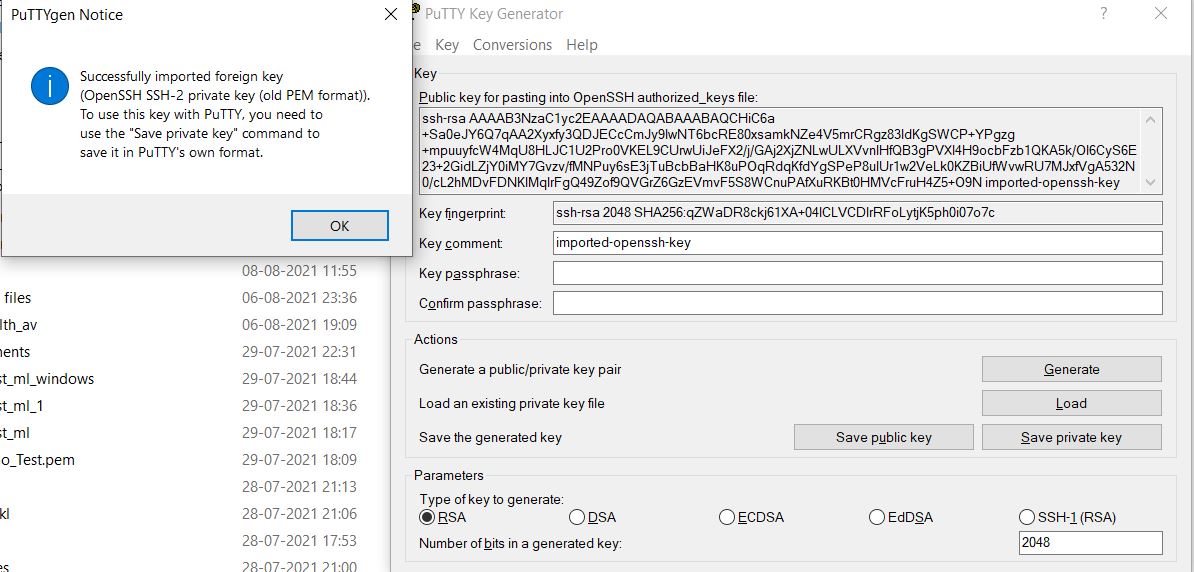 PuTTYgen Notice
Successfully imported foreign key
(OpenSSH SSH-2 private key (old PEM format)).
To use this key with PuTTY, you need to
use the "Save private key" command to
save it in PuTTY's own format.
OK
08-08-2021 11:55
files 06-08-2021 23:36
lth_av 06-08-2021 19:09
nents 29-07-2021 22:31
st_ml_windows 29-07-2021 18:44
st_ml_1 29-07-2021 18:36
st_ml 29-07-2021 18:17
o_Test.pem 29-07-2021 18:09
28-07-2021 21:13
kl 28-07-2021 21:06
28-07-2021 17:53
es 28-07-2021 21:00
PuTTY Key Generator
?
e Key Conversions Help
Key
Public key for pasting into OpenSSH authorized_keys file:
ssh-rsa AAAAB3NzaC1yc2EAAAADAQABAAABAQCHiC6a
+Sa0eJY6Q7qAA2Xyxfy3QDJECcCmJy9lwNT6bcRE80xsamkNZe4V5mrCRgz83IdKgSWCP+YPgzg
+mpuuyfcW4MqU8HLJC1U2Pro0VKEL9CUrwUiJeFX2/j/GAj2XjZNLwULXVvnlHfQB3gPVXl4H9ocbFzb1QKA5k/Ol6CyS6E
23+2GidLZjY0iMY7Gvzv/fMNPuy6sE3jTuBcbBaHK8uPOqRdqKfdYgSPeP8ulUr1w2VeLk0KZBiUfWvwRU7MJxfVgA532N
0/cL2hMDvFDNKlMqIrFgQ49Zof9QVGrZ6GzEVmvF5S8WCnuPAfXuRKBt0HMVcFruH4Z5+O9N imported-openssh-key
Key fingerprint: ssh-rsa 2048 SHA256:qZWaDR8ckj61XA+04lCLVCDIrRFoLytjK5ph0i07o7c
Key comment: imported-openssh-key
Key passphrase:
Confirm passphrase:
Actions
Generate a public/private key pair Generate
Load an existing private key file Load
Save the generated key Save public key Save private key
Parameters
Type of key to generate:
RSA DSA ECDSA EdDSA SSH-1 (RSA)
Number of bits in a generated key: 2048